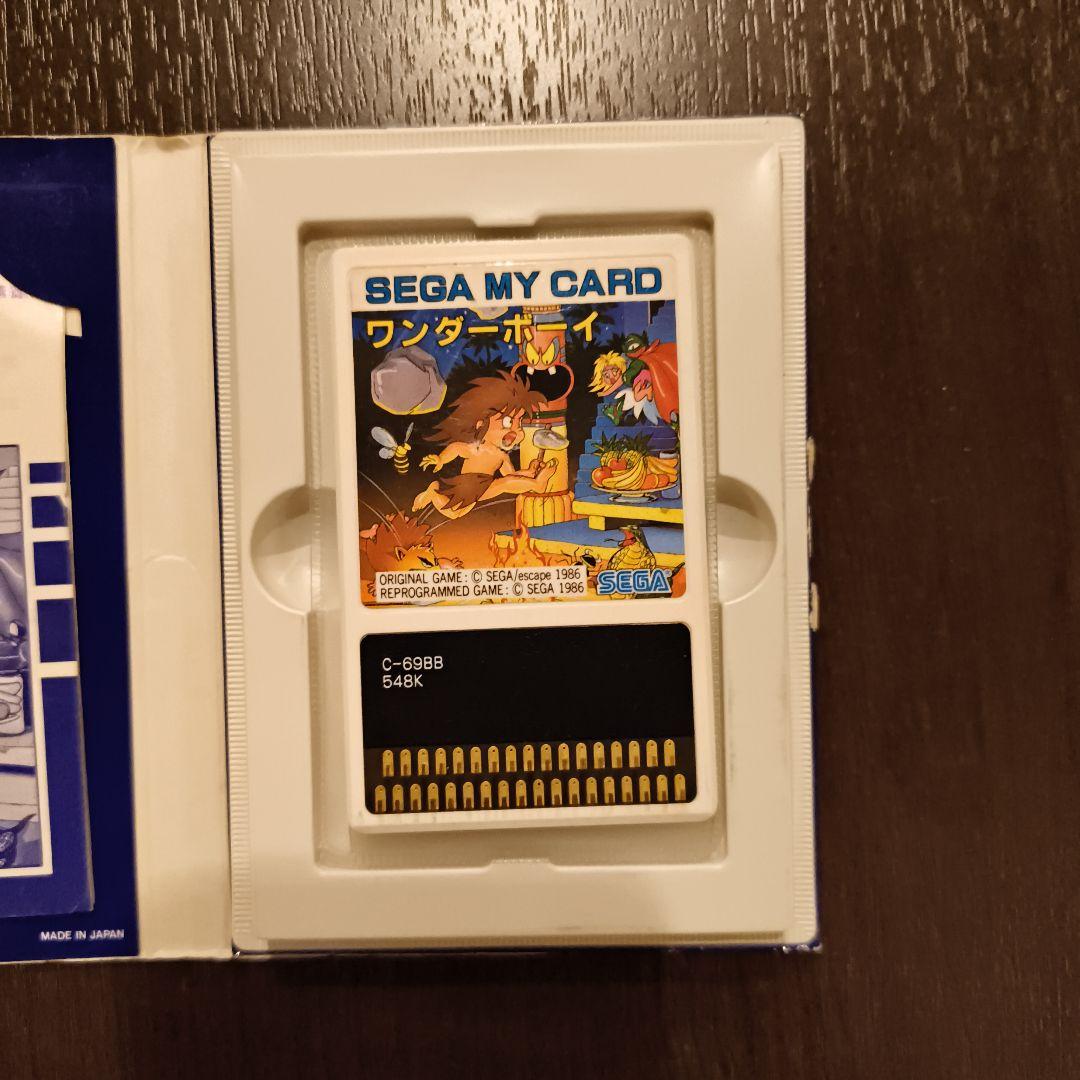 SEGA MY CARD
ワンダーボーイ
ORIGINAL GAME : © SEGA/escape 1986
REPROGRAMMED GAME : © SEGA 1986
SEGA
C-69BB
548K
MADE IN JAPAN